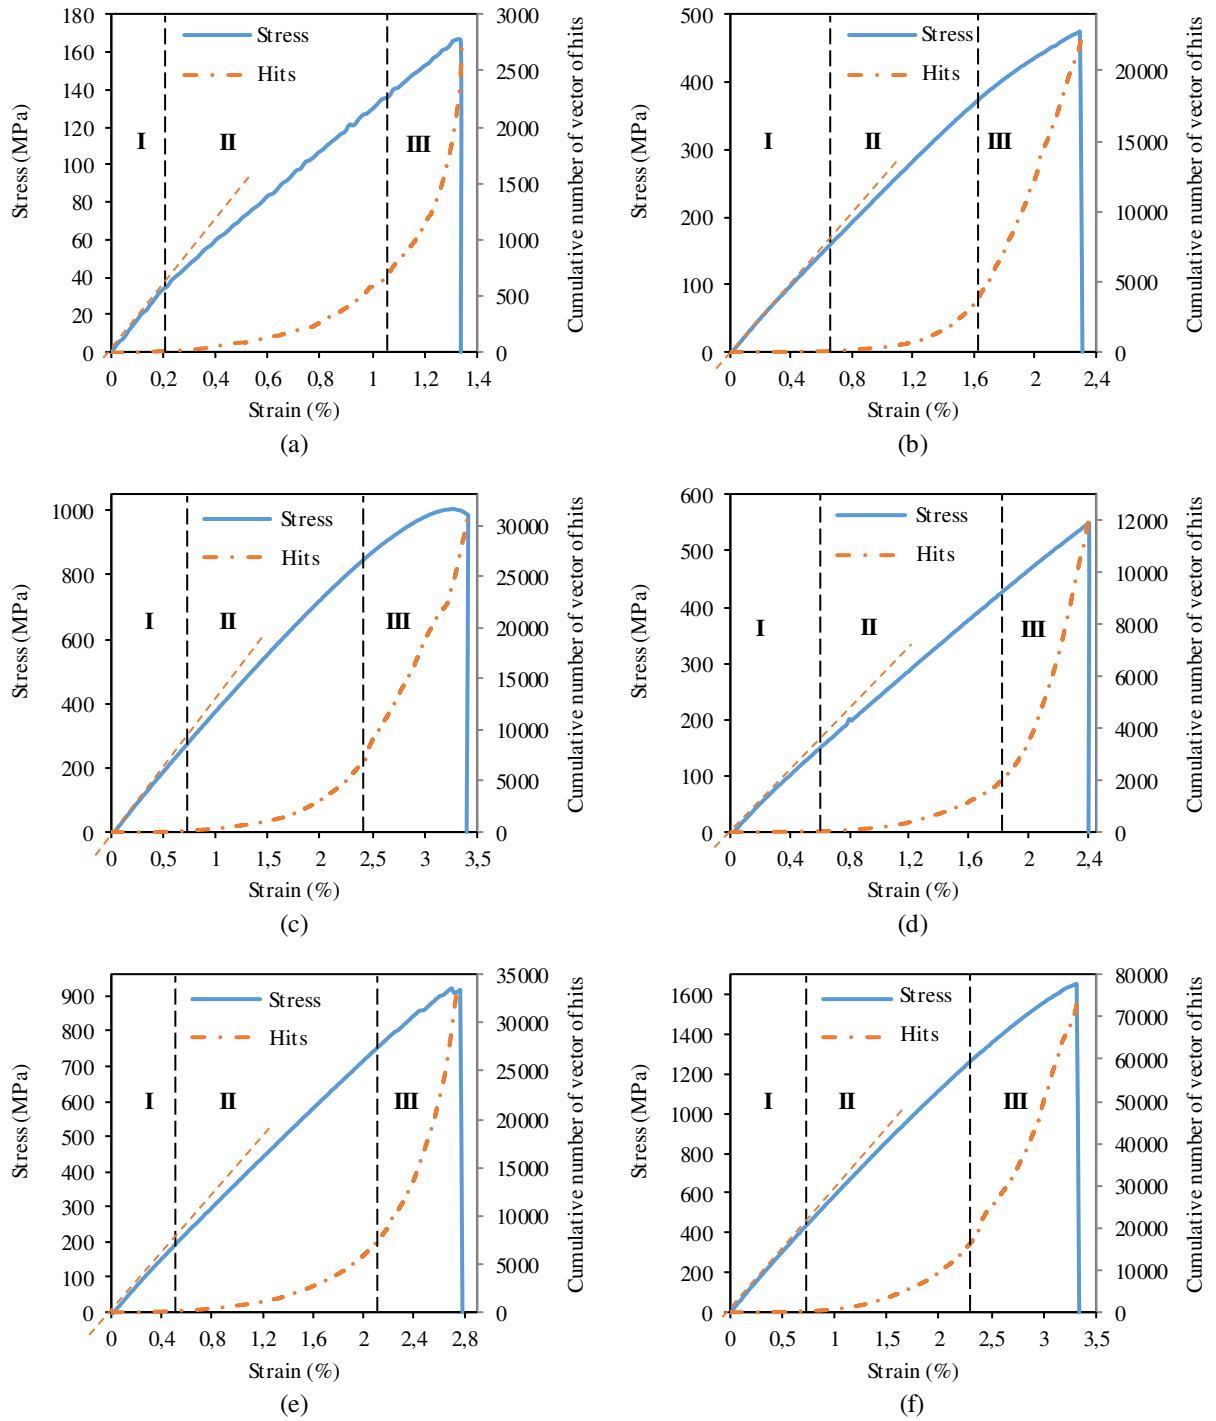 180
160
140
120
100
80
60
40
20
0
Stress (MPa)
3000
2500
2000
1500
1000
500
0
Cumulative number of vector of hits
Stress
Hits
I
II
III
0
0,2
0,4
0,6
0,8
1
1,2
1,4
Strain (%)
(a)
500
400
300
200
100
0
Stress (MPa)
20000
15000
10000
5000
0
Cumulative number of vector of hits
Stress
Hits
I
II
III
0
0,4
0,8
1,2
1,6
2
2,4
Strain (%)
(b)
1000
800
600
400
200
0
Stress (MPa)
30000
25000
20000
15000
10000
5000
0
Cumulative number of vector of hits
Stress
Hits
I
II
III
0
0,5
1
1,5
2
2,5
3
3,5
Strain (%)
(c)
600
500
400
300
200
100
0
Stress (MPa)
12000
10000
8000
6000
4000
2000
0
Cumulative number of vector of hits
Stress
Hits
I
II
III
0
0,4
0,8
1,2
1,6
2
2,4
Strain (%)
(d)
900
800
700
600
500
400
300
200
100
0
Stress (MPa)
35000
30000
25000
20000
15000
10000
5000
0
Cumulative number of vector of hits
Stress
Hits
I
II
III
0
0,4
0,8
1,2
1,6
2
2,4
2,8
Strain (%)
(e)
1600
1400
1200
1000
800
600
400
200
0
Stress (MPa)
80000
70000
60000
50000
40000
30000
20000
10000
0
Cumulative number of vector of hits
Stress
Hits
I
II
III
0
0,5
1
1,5
2
2,5
3
3,5
Strain (%)
(f)